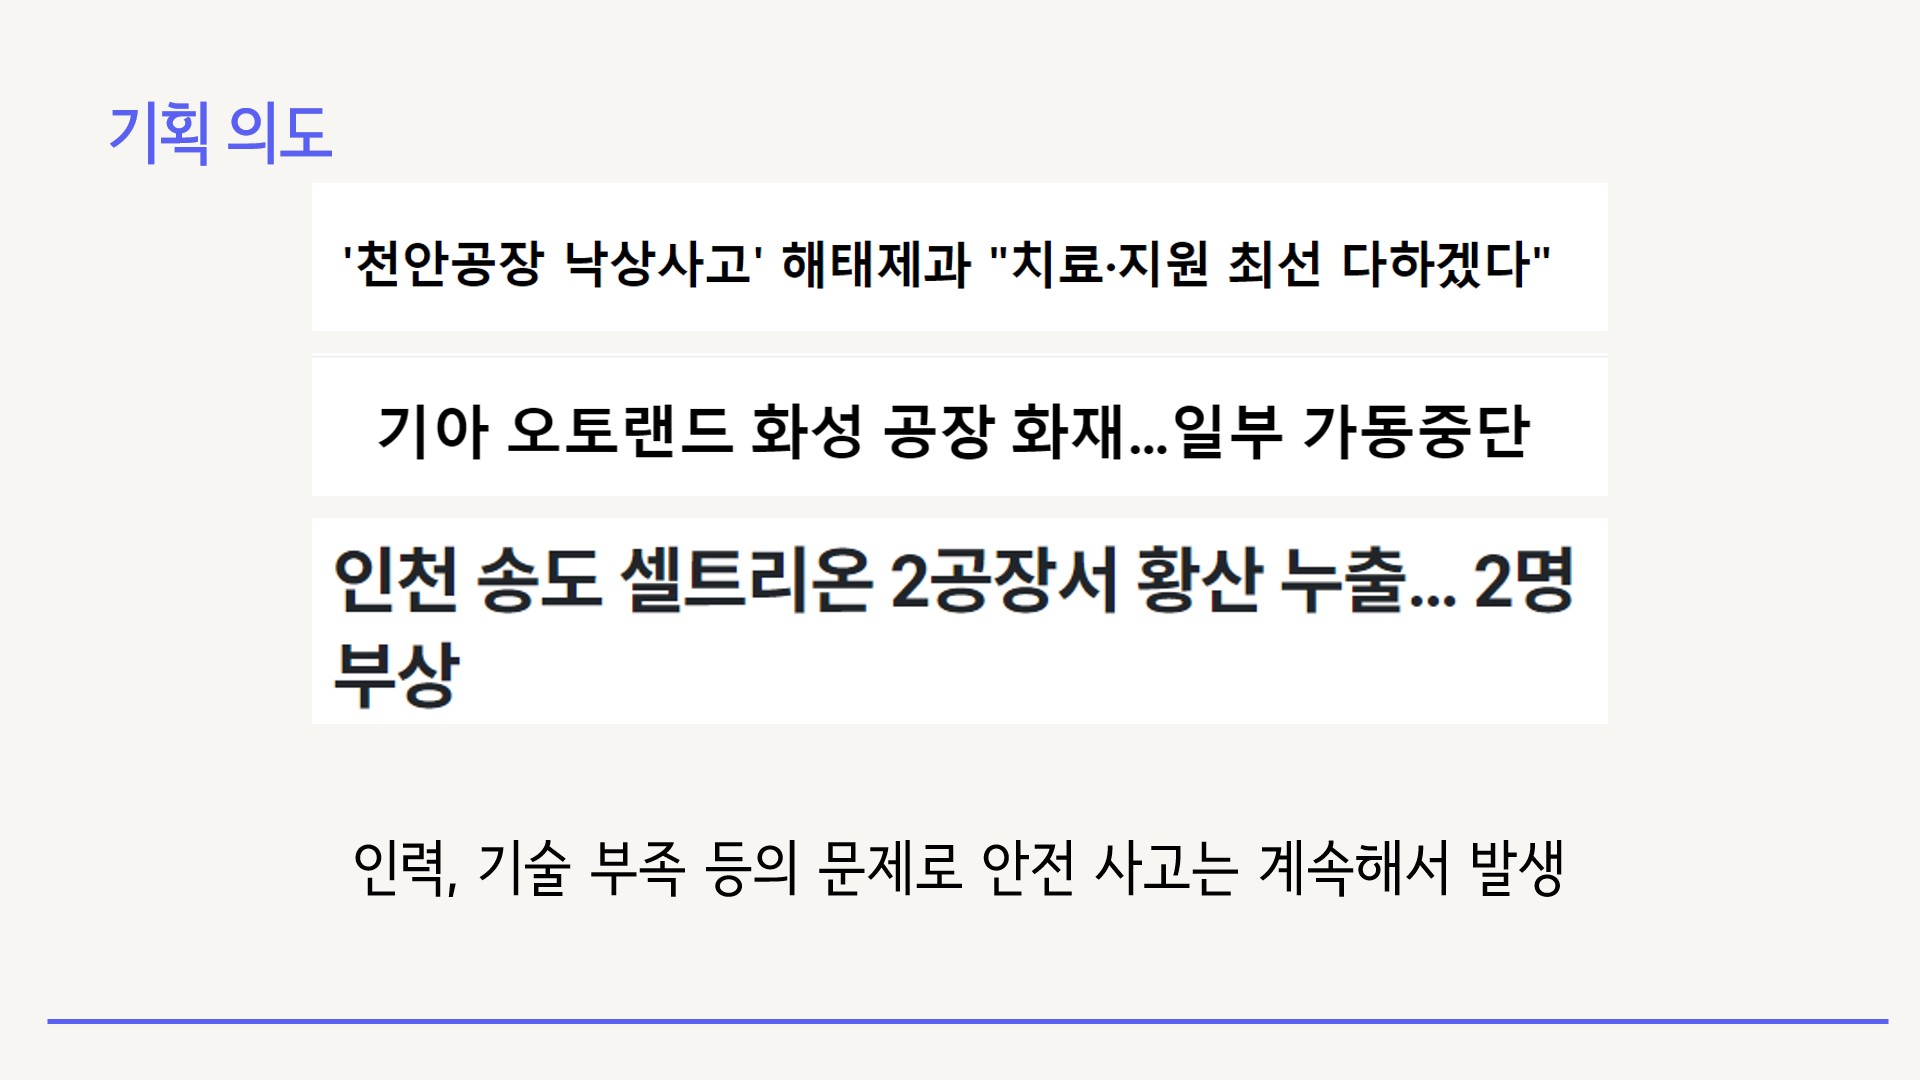 기획 의도
'천안공장 낙상사고' 해태제과 "치료·지원 최선 다하겠다"
기아 오토랜드 화성 공장 화재...일부 가동중단
인천 송도 셀트리온 2공장서 황산 누출... 2명
부상
인력, 기술 부족 등의 문제로 안전 사고는 계속해서 발생